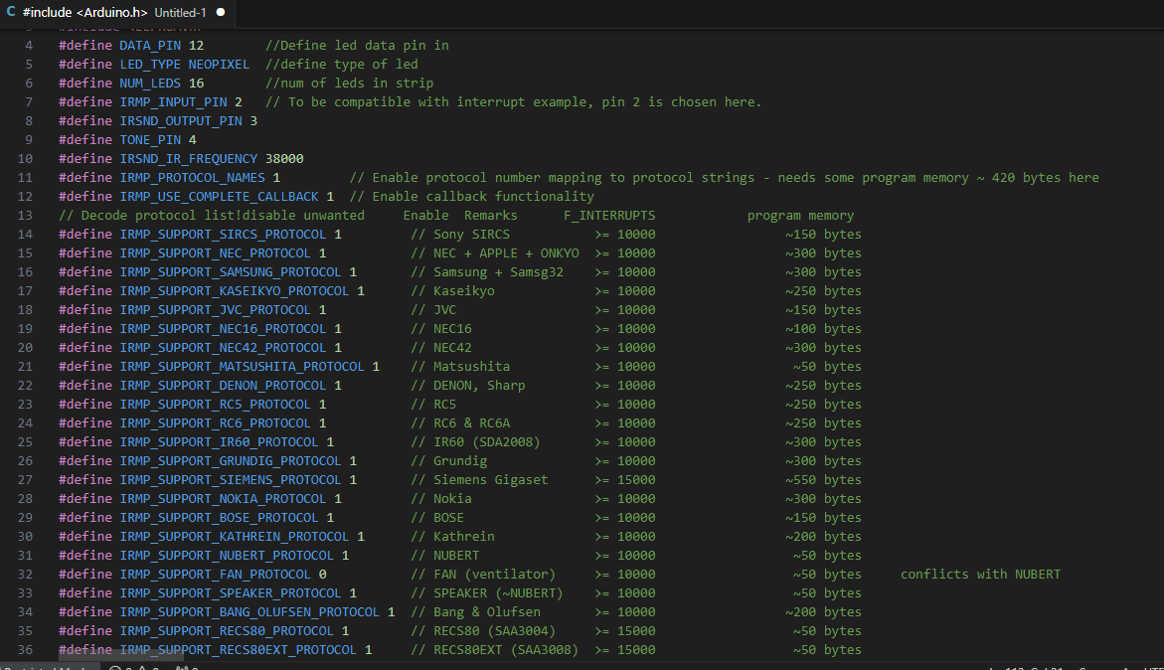 #include <Arduino.h> Untitled-1
4 #define DATA_PIN 12 //Define led data pin in
5 #define LED_TYPE NEOPIXEL //define type of led
6 #define NUM_LEDS 16 //num of leds in strip
7 #define IRMP_INPUT_PIN 2 // To be compatible with interrupt example, pin 2 is chosen here.
8 #define IRSND_OUTPUT_PIN 3
9 #define TONE_PIN 4
10 #define IRSND_IR_FREQUENCY 38000
11 #define IRMP_PROTOCOL_NAMES 1 // Enable protocol number mapping to protocol strings - needs some program memory ~ 420 bytes here
12 #define IRMP_USE_COMPLETE_CALLBACK 1 // Enable callback functionality
13 // Decode protocol list!disable unwanted Enable Remarks F_INTERRUPTS program memory
14 #define IRMP_SUPPORT_SIRCS_PROTOCOL 1 // Sony SIRCS >= 10000 ~150 bytes
15 #define IRMP_SUPPORT_NEC_PROTOCOL 1 // NEC + APPLE + ONKYO >= 10000 ~300 bytes
16 #define IRMP_SUPPORT_SAMSUNG_PROTOCOL 1 // Samsung + Samsg32 >= 10000 ~300 bytes
17 #define IRMP_SUPPORT_KASEIKYO_PROTOCOL 1 // Kaseikyo >= 10000 ~250 bytes
18 #define IRMP_SUPPORT_JVC_PROTOCOL 1 // JVC >= 10000 ~150 bytes
19 #define IRMP_SUPPORT_NEC16_PROTOCOL 1 // NEC16 >= 10000 ~100 bytes
20 #define IRMP_SUPPORT_NEC42_PROTOCOL 1 // NEC42 >= 10000 ~300 bytes
21 #define IRMP_SUPPORT_MATSUSHITA_PROTOCOL 1 // Matsushita >= 10000 ~50 bytes
22 #define IRMP_SUPPORT_DENON_PROTOCOL 1 // DENON, Sharp >= 10000 ~250 bytes
23 #define IRMP_SUPPORT_RC5_PROTOCOL 1 // RC5 >= 10000 ~250 bytes
24 #define IRMP_SUPPORT_RC6_PROTOCOL 1 // RC6 & RC6A >= 10000 ~250 bytes
25 #define IRMP_SUPPORT_IR60_PROTOCOL 1 // IR60 (SDA2008) >= 10000 ~300 bytes
26 #define IRMP_SUPPORT_GRUNDIG_PROTOCOL 1 // Grundig >= 10000 ~300 bytes
27 #define IRMP_SUPPORT_SIEMENS_PROTOCOL 1 // Siemens Gigaset >= 15000 ~550 bytes
28 #define IRMP_SUPPORT_NOKIA_PROTOCOL 1 // Nokia >= 10000 ~300 bytes
29 #define IRMP_SUPPORT_BOSE_PROTOCOL 1 // BOSE >= 10000 ~150 bytes
30 #define IRMP_SUPPORT_KATHREIN_PROTOCOL 1 // Kathrein >= 10000 ~200 bytes
31 #define IRMP_SUPPORT_NUBERT_PROTOCOL 1 // NUBERT >= 10000 ~50 bytes
32 #define IRMP_SUPPORT_FAN_PROTOCOL 0 // FAN (ventilator) >= 10000 ~50 bytes conflicts with NUBERT
33 #define IRMP_SUPPORT_SPEAKER_PROTOCOL 1 // SPEAKER (~NUBERT) >= 10000 ~50 bytes
34 #define IRMP_SUPPORT_BANG_OLUFSEN_PROTOCOL 1 // Bang & Olufsen >= 10000 ~200 bytes
35 #define IRMP_SUPPORT_RECS80_PROTOCOL 1 // RECS80 (SAA3004) >= 15000 ~50 bytes
36 #define IRMP_SUPPORT_RECS80EXT_PROTOCOL 1 // RECS80EXT (SAA3008) >= 15000 ~50 bytes